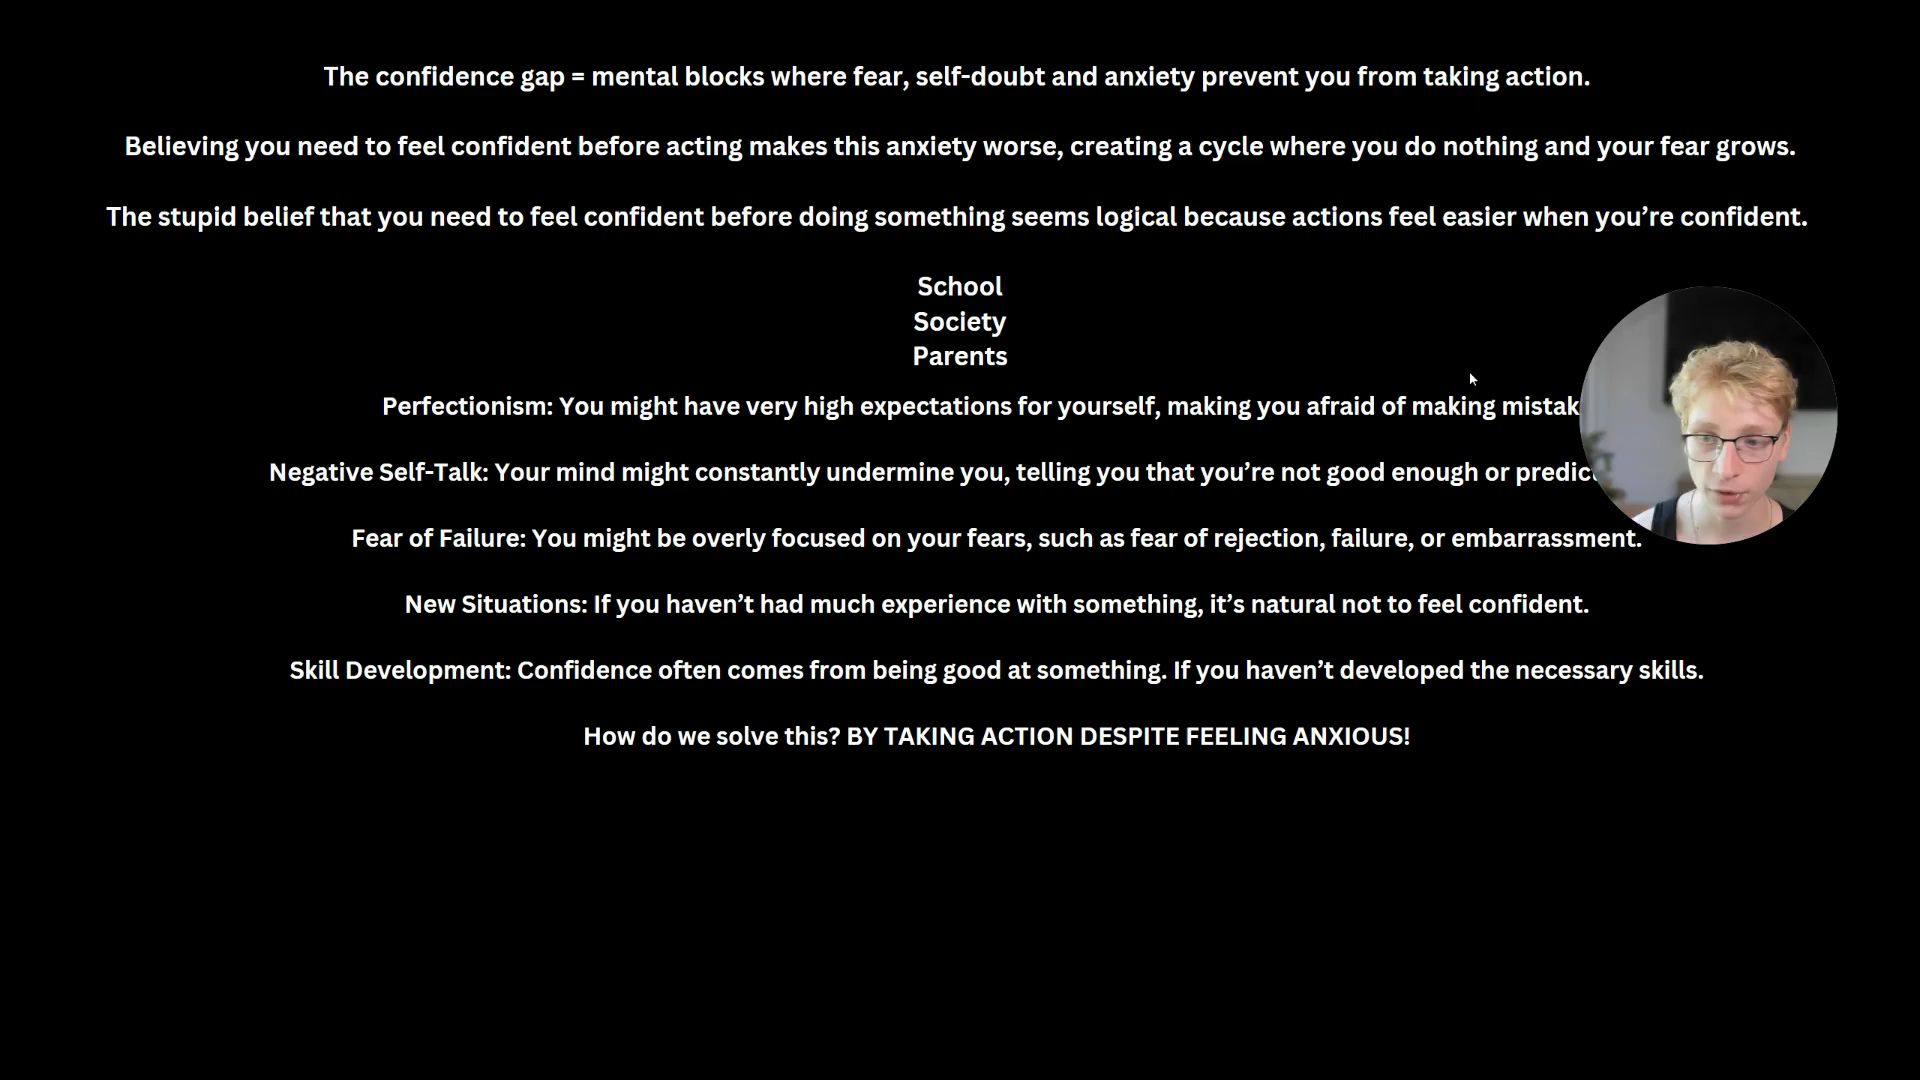 The confidence gap = mental blocks where fear, self-doubt and anxiety prevent you from taking action.
Believing you need to feel confident before acting makes this anxiety worse, creating a cycle where you do nothing and your fear grows.
The stupid belief that you need to feel confident before doing something seems logical because actions feel easier when you’re confident.
School
Society
Parents
Perfectionism: You might have very high expectations for yourself, making you afraid of making
Negative Self-Talk: Your mind might constantly undermine you, telling you that you’re not good enough or
Fear of Failure: You might be overly focused on your fears, such as fear of rejection, failure, or embarrassment.
New Situations: If you haven’t had much experience with something, it’s natural not to feel confident.
Skill Development: Confidence often comes from being good at something. If you haven’t developed the necessary skills.
How do we solve this? BY TAKING ACTION DESPITE FEELING ANXIOUS!